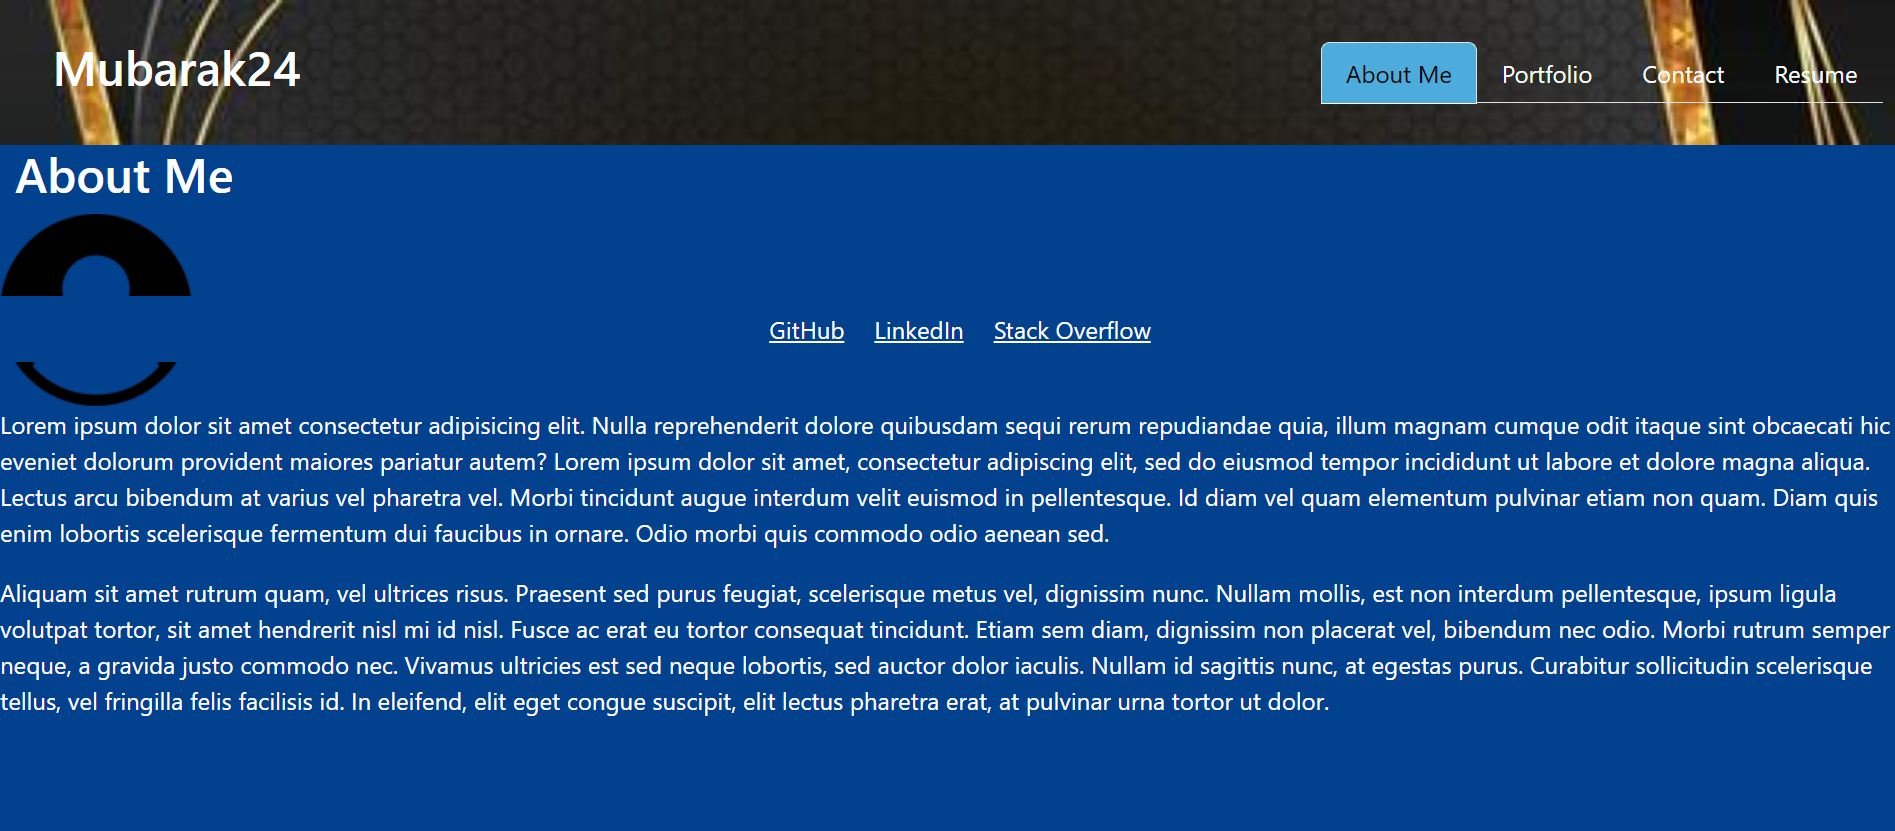 Mubarak24
About Me Portfolio Contact Resume
About Me
GitHub LinkedIn Stack Overflow
Lorem ipsum dolor sit amet consectetur adipisicing elit. Nulla reprehenderit dolore quibusdam sequi rerum repudiandae quia, illum magnam cumque odit itaque sint obcaecati hic
eveniet dolorum provident maiores pariatur autem? Lorem ipsum dolor sit amet, consectetur adipiscing elit, sed do eiusmod tempor incididunt ut labore et dolore magna aliqua.
Lectus arcu bibendum at varius vel pharetra vel. Morbi tincidunt augue interdum velit euismod in pellentesque. Id diam vel quam elementum pulvinar etiam non quam. Diam quis
enim lobortis scelerisque fermentum dui faucibus in ornare. Odio morbi quis commodo odio aenean sed.
Aliquam sit amet rutrum quam, vel ultrices risus. Praesent sed purus feugiat, scelerisque metus vel, dignissim nunc. Nullam mollis, est non interdum pellentesque, ipsum ligula
volutpat tortor, sit amet hendrerit nisl mi id nisl. Fusce ac erat eu tortor consequat tincidunt. Etiam sem diam, dignissim non placerat vel, bibendum nec odio. Morbi rutrum semper
neque, a gravida justo commodo nec. Vivamus ultricies est sed neque lobortis, sed auctor dolor iaculis. Nullam id sagittis nunc, at egestas purus. Curabitur sollicitudin scelerisque
tellus, vel fringilla felis facilisis id. In eleifend, elit eget congue suscipit, elit lectus pharetra erat, at pulvinar urna tortor ut dolor.